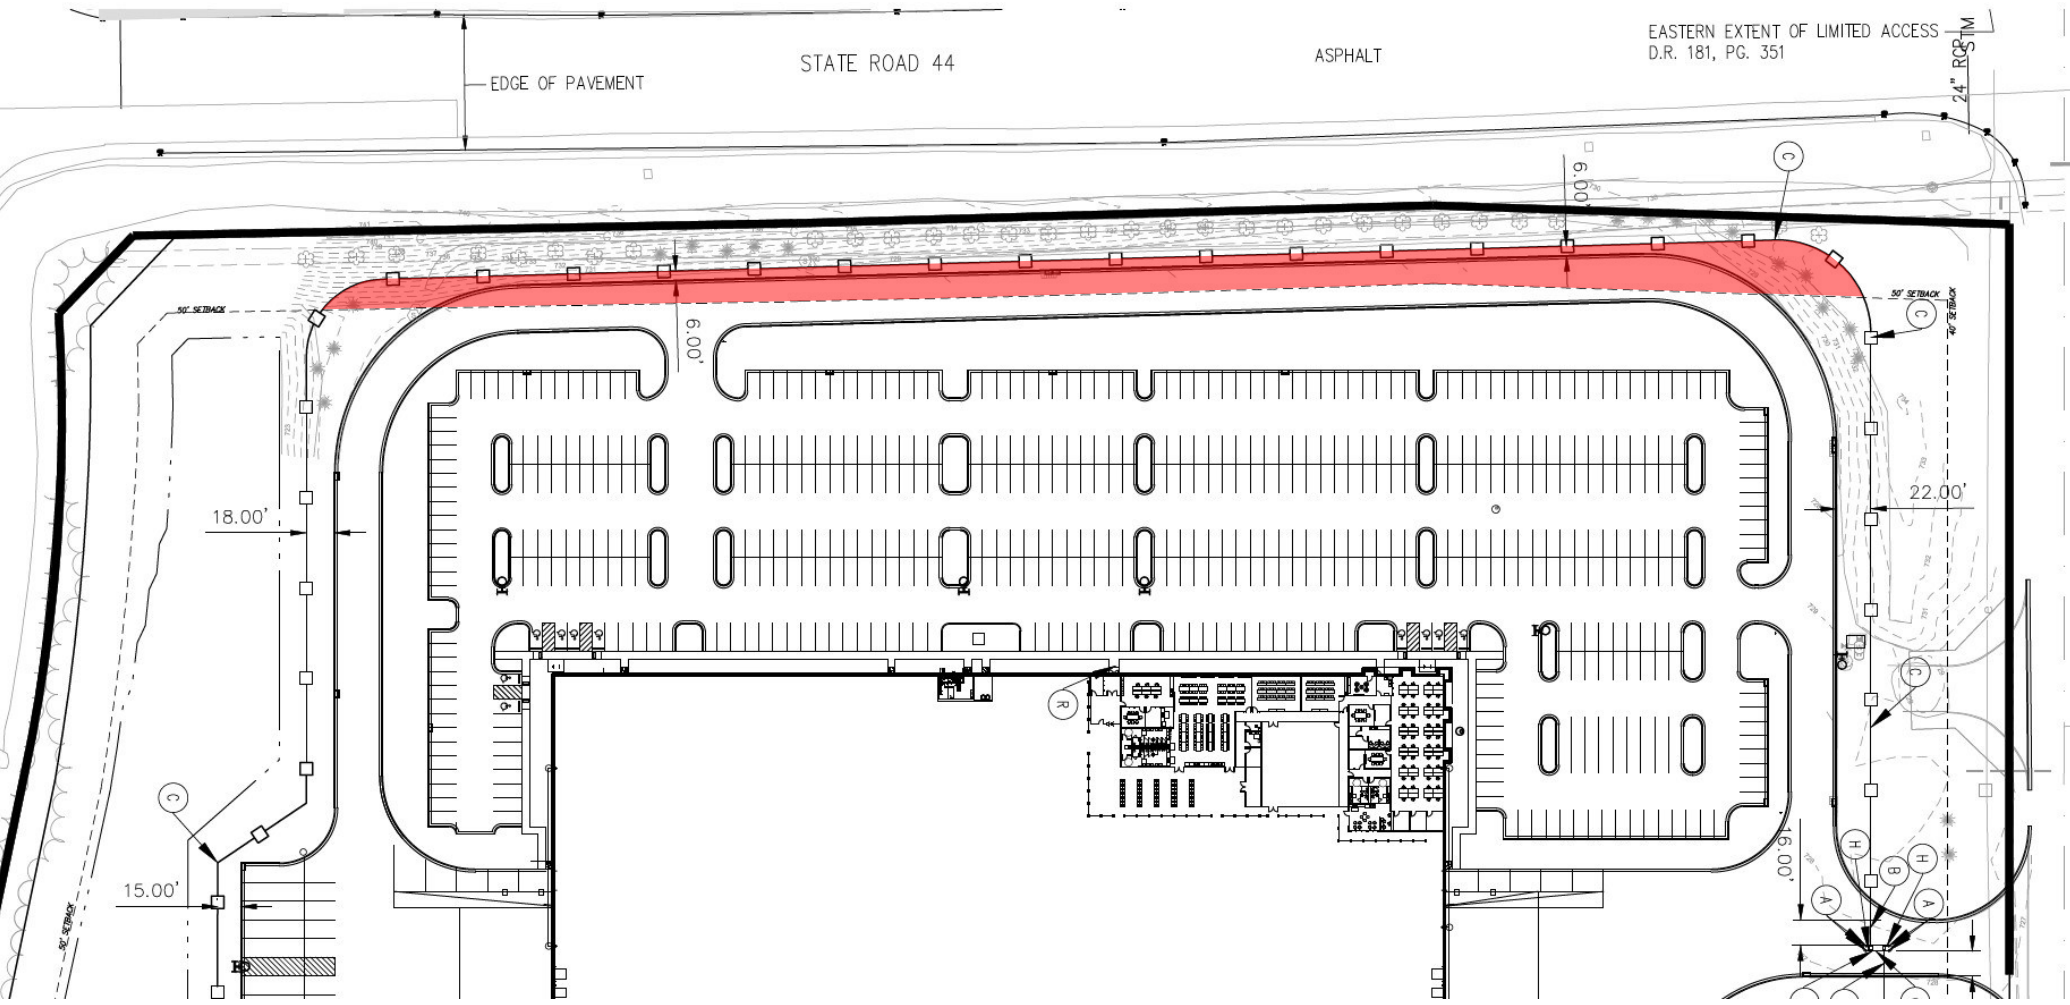 EASTERN EXTENT OF LIMITED ACCESS
D.R. 181, PG. 351
24" RCP STM
STATE ROAD 44
ASPHALT
EDGE OF PAVEMENT
C
6.00'
50' SETBACK
50' SETBACK
40' SETBACK
C
6.00'
22.00'
18.00'
C
R
C
16.00'
H
B
H
A
A
15.00'
50' SETBACK